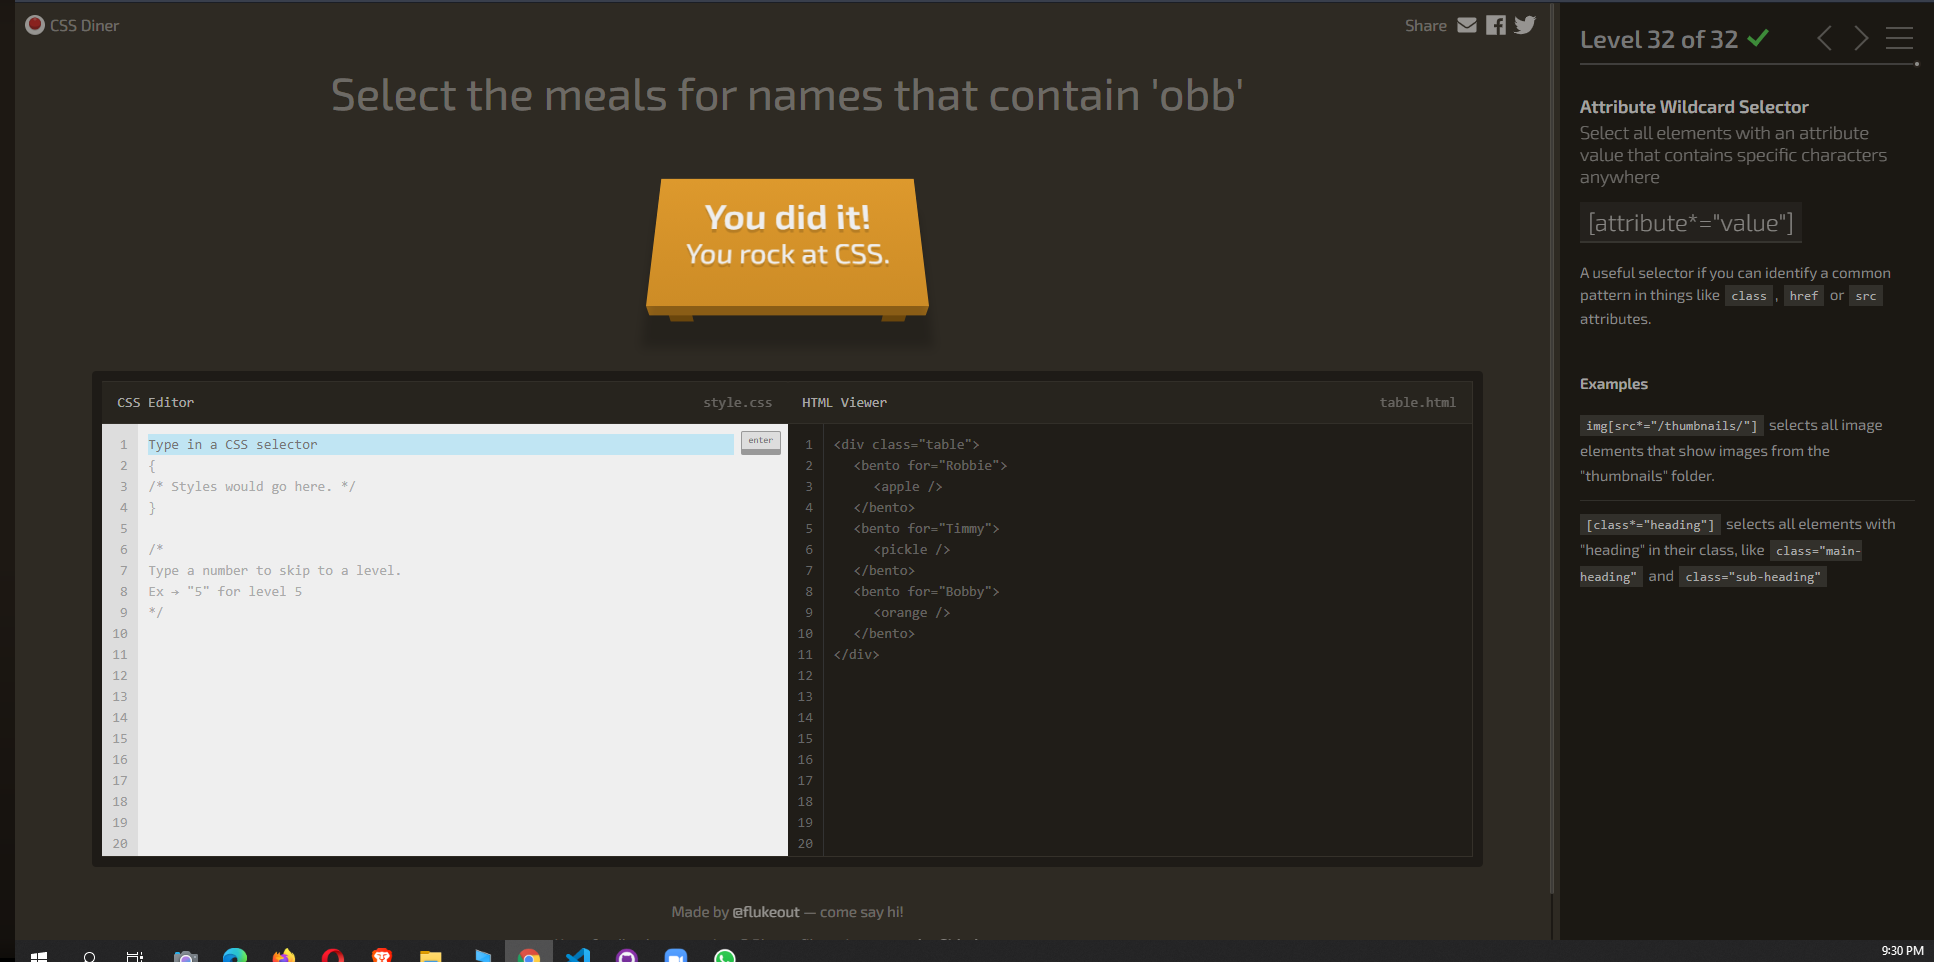 CSS Diner
Share
Select the meals for names that contain 'obb'
You did it!
You rock at CSS.
CSS Editor
style.css
HTML Viewer
table.html
1
2
3
4
5
6
7
8
9
10
11
12
13
14
15
16
17
18
19
20
Type in a CSS selector
enter
{
/* Styles would go here. */
}
/*
Type a number to skip to a level.
Ex → "5" for level 5
*/
1
2
3
4
5
6
7
8
9
10
11
12
13
14
15
16
17
18
19
20
<div class="table">
<bento for="Robbie">
<apple />
</bento>
<bento for="Timmy">
<pickle />
</bento>
<bento for="Bobby">
<orange />
</bento>
</div>
Made by @flukeout — come say hi!
Level 32 of 32
Attribute Wildcard Selector
Select all elements with an attribute
value that contains specific characters
anywhere
[attribute*="value"]
A useful selector if you can identify a common
pattern in things like class , href or src
attributes.
Examples
img[src*="/thumbnails/"] selects all image
elements that show images from the
"thumbnails" folder.
[class*="heading"] selects all elements with
"heading" in their class, like class="main-
heading" and class="sub-heading"
9:30 PM